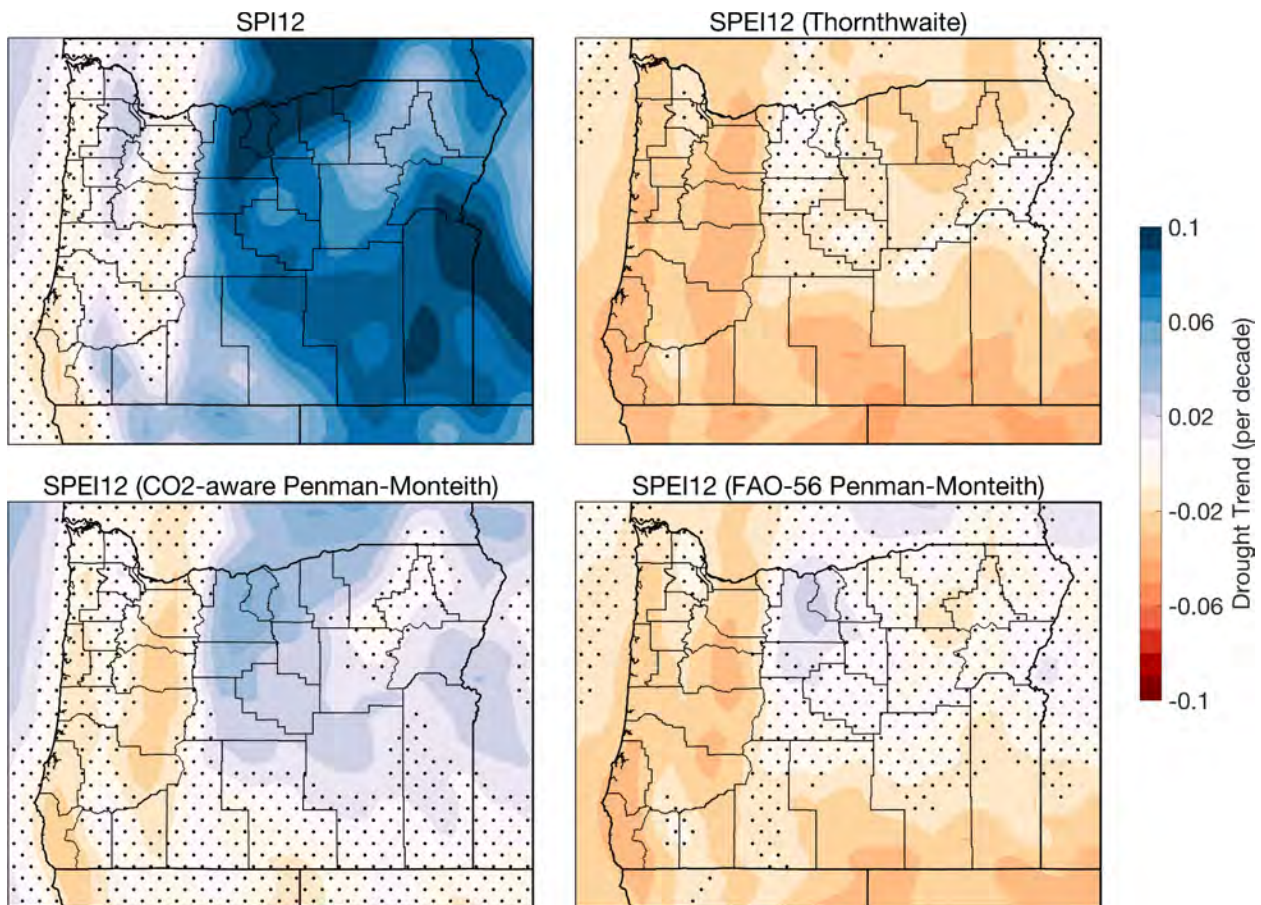 SPI12
SPEI12 (Thornthwaite)
SPEI12 (CO2-aware Penman-Monteith)
SPEI12 (FAO-56 Penman-Monteith)
0.1
0.06
0.02
-0.02
-0.06
-0.1
Drought Trend (per decade)